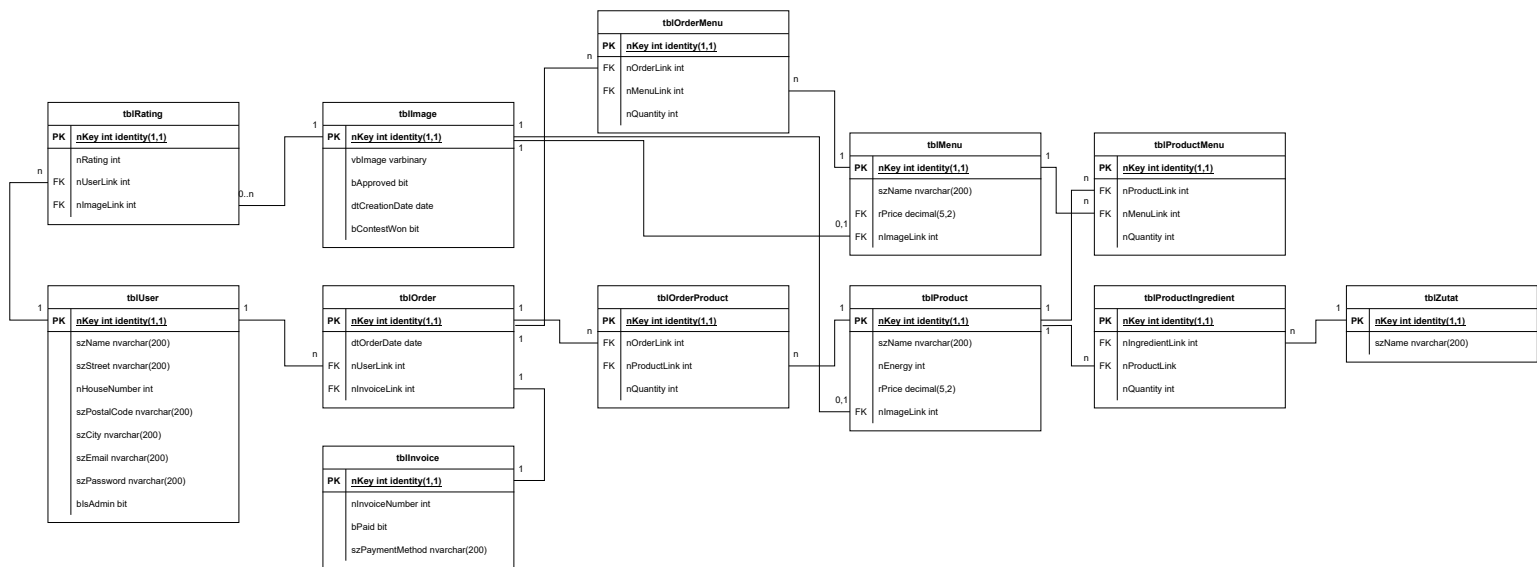 tblOrderMenu
PK nKey int identity(1,1)
FK nOrderLink int
FK nMenuLink int
nQuantity int
n
n
tblRating
PK nKey int identity(1,1)
nRating int
FK nUserLink int
FK nImageLink int
n
0..n
tblImage
PK nKey int identity(1,1)
vbImage varbinary
bApproved bit
dtCreationDate date
bContestWon bit
1
1
1
tblMenu
PK nKey int identity(1,1)
szName nvarchar(200)
FK rPrice decimal(5,2)
FK nImageLink int
1
1
0,1
tblProductMenu
PK nKey int identity(1,1)
FK nProductLink int
FK nMenuLink int
nQuantity int
n
n
tblUser
PK nKey int identity(1,1)
szName nvarchar(200)
szStreet nvarchar(200)
nHouseNumber int
szPostalCode nvarchar(200)
szCity nvarchar(200)
szEmail nvarchar(200)
szPassword nvarchar(200)
bIsAdmin bit
1
1
tblOrder
PK nKey int identity(1,1)
dtOrderDate date
FK nUserLink int
FK nInvoiceLink int
n
1
1
1
tblOrderProduct
PK nKey int identity(1,1)
FK nOrderLink int
FK nProductLink int
nQuantity int
n
n
tblProduct
PK nKey int identity(1,1)
szName nvarchar(200)
nEnergy int
rPrice decimal(5,2)
FK nImageLink int
1
1
1
0,1
tblProductIngredient
PK nKey int identity(1,1)
FK nIngredientLink int
FK nProductLink
nQuantity int
n
n
tblZutat
PK nKey int identity(1,1)
szName nvarchar(200)
1
tblInvoice
PK nKey int identity(1,1)
nInvoiceNumber int
bPaid bit
szPaymentMethod nvarchar(200)
1